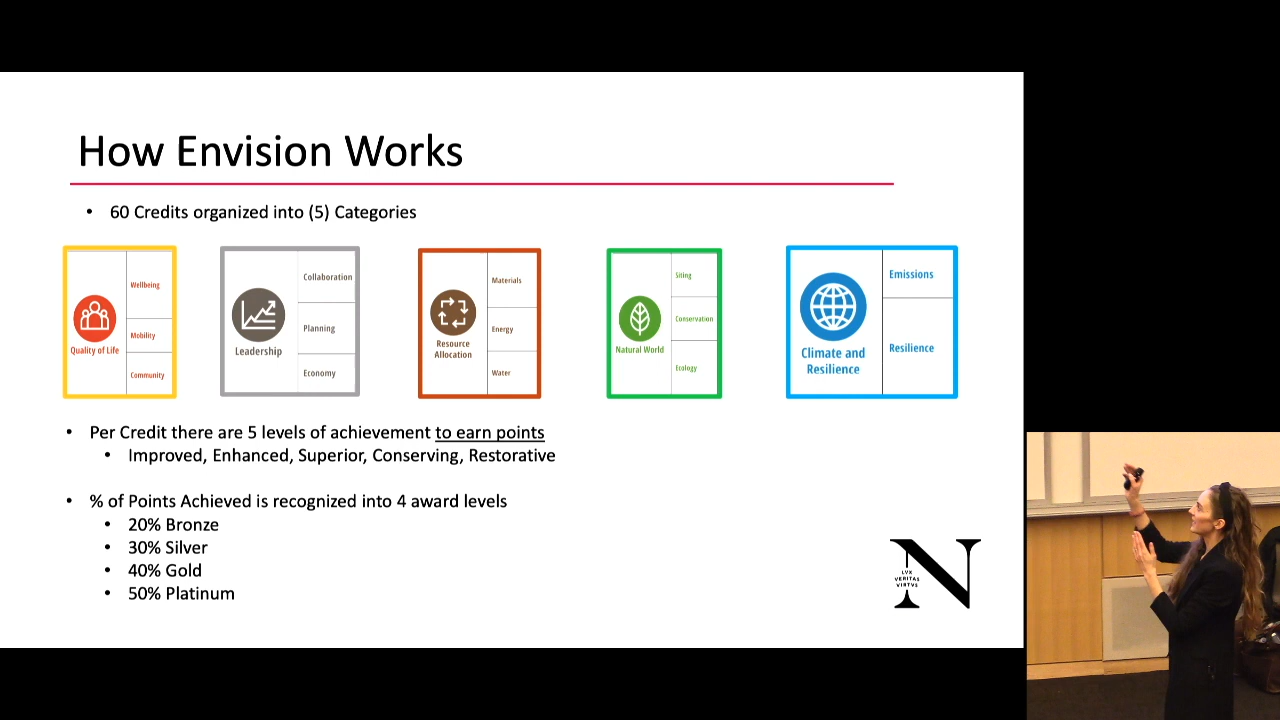 How Envision Works
• 60 Credits organized into (5) Categories
Quality of Life
Wellbeing
Mobility
Community
Leadership
Collaboration
Planning
Economy
Resource
Allocation
Materials
Energy
Water
Natural World
Siting
Conservation
Ecology
Climate and
Resilience
Emissions
Resilience
• Per Credit there are 5 levels of achievement to earn points
• Improved, Enhanced, Superior, Conserving, Restorative
• % of Points Achieved is recognized into 4 award levels
• 20% Bronze
• 30% Silver
• 40% Gold
• 50% Platinum
N
LVX
VERITAS
VIRTVS